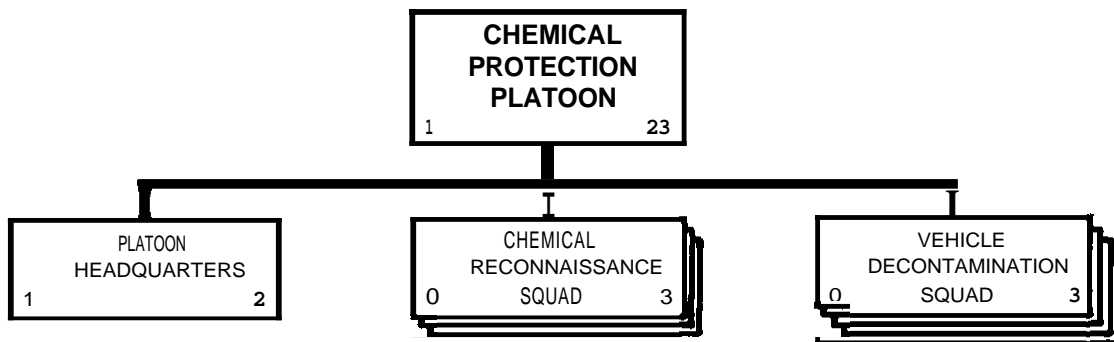 CHEMICAL
PROTECTION
PLATOON
1 23
PLATOON
HEADQUARTERS
1 2
CHEMICAL
RECONNAISSANCE
0 SQUAD 3
VEHICLE
DECONTAMINATION
0 SQUAD 3